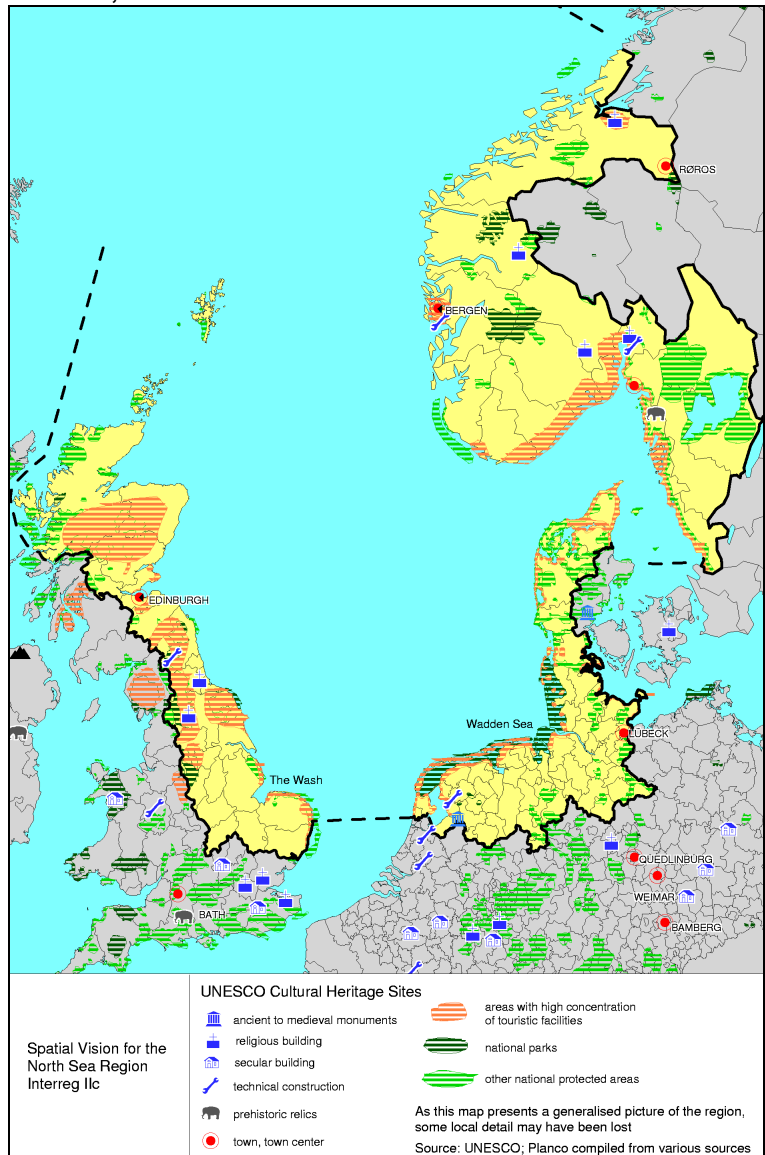 RØROS
BERGEN
EDINBURGH
Wadden Sea
LÜBECK
The Wash
QUEDLINBURG
WEIMAR
BATH
BAMBERG
UNESCO Cultural Heritage Sites
ancient to medieval monuments
religious building
secular building
technical construction
prehistoric relics
town, town center
areas with high concentration
of touristic facilities
national parks
other national protected areas
Spatial Vision for the
North Sea Region
Interreg IIc
As this map presents a generalised picture of the region,
some local detail may have been lost
Source: UNESCO; Planco compiled from various sources